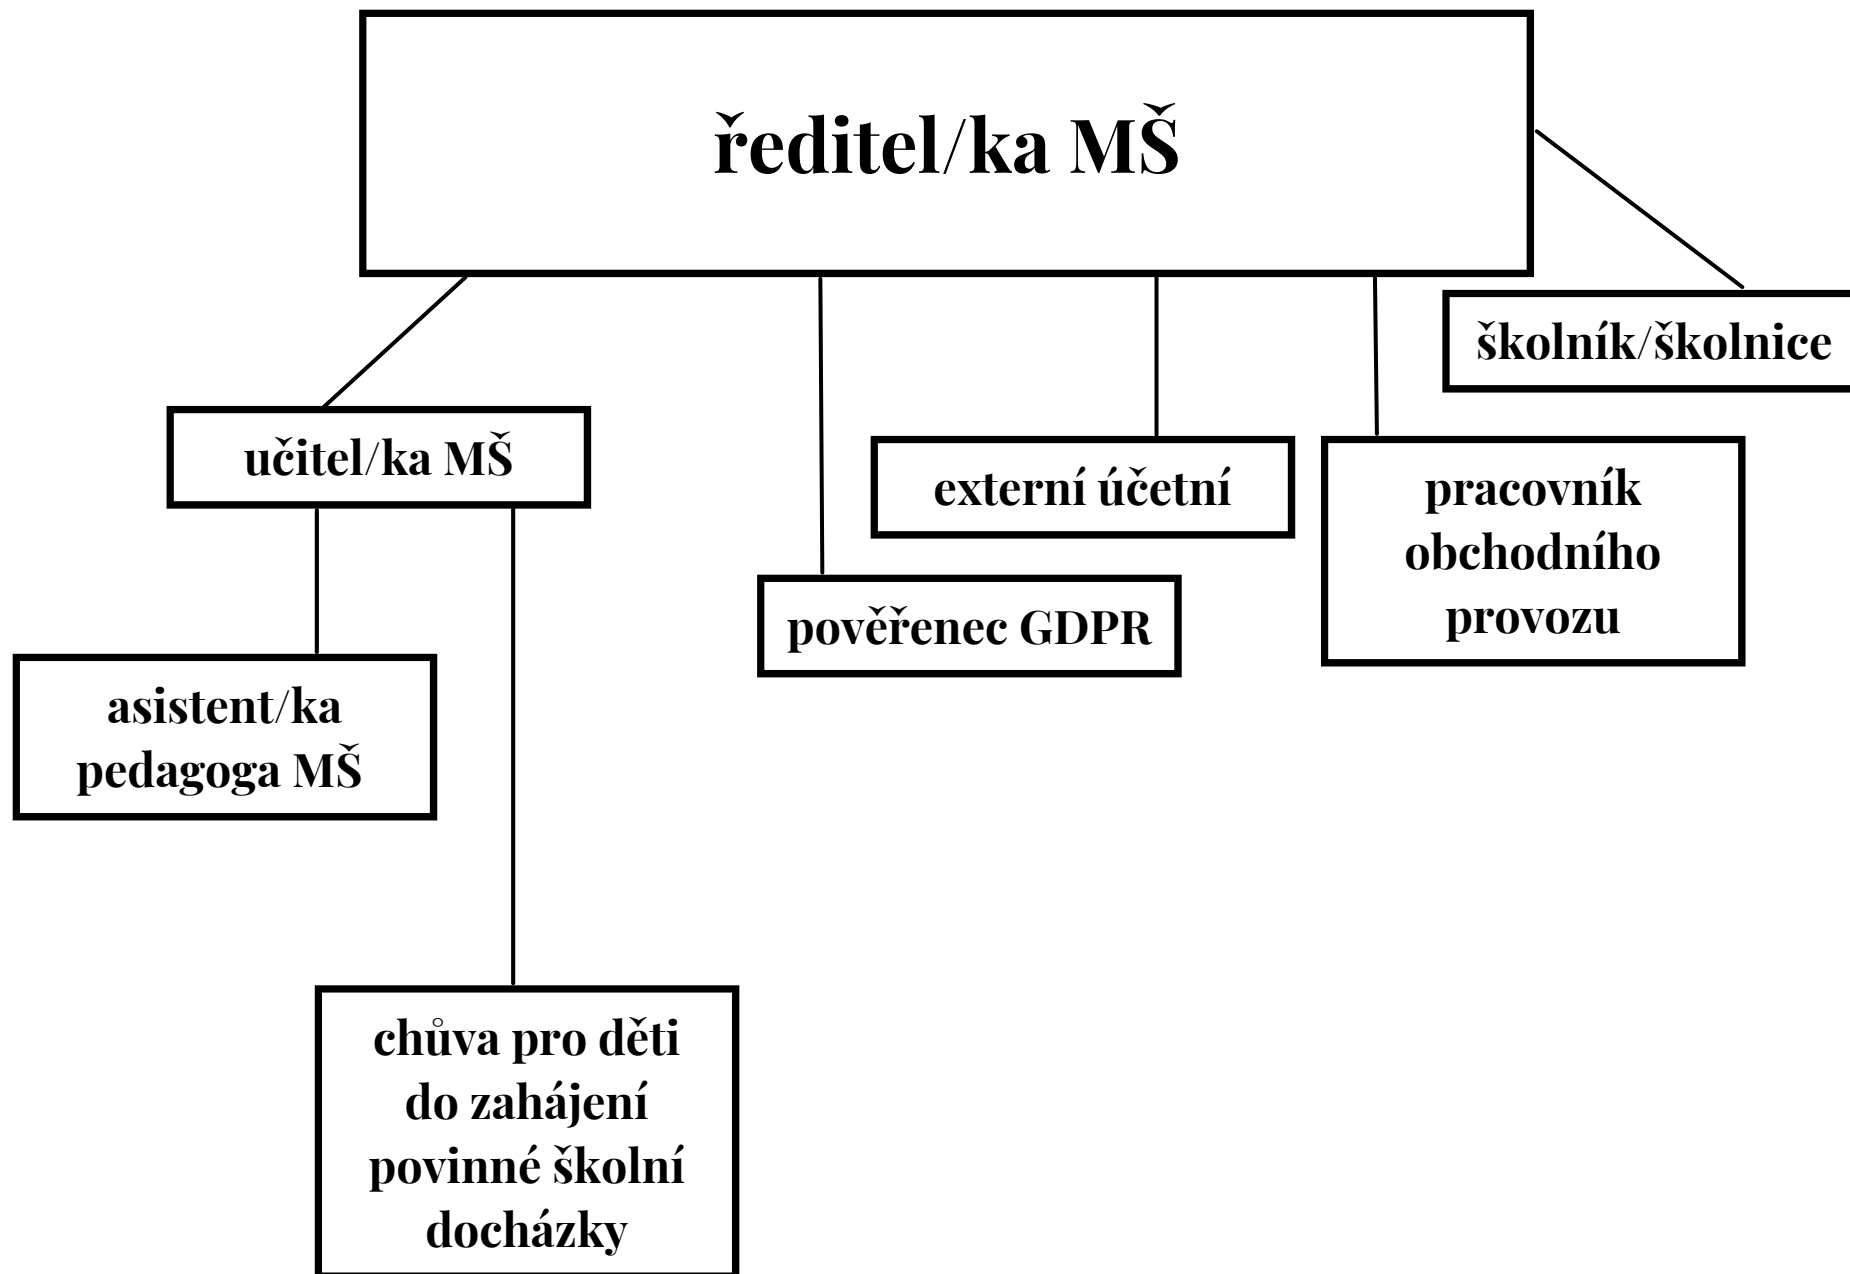 ředitel/ka MŠ
školník/školnice
učitel/ka MŠ
externí účetní
pracovník
obchodního
provozu
pověřenec GDPR
asistent/ka
pedagoga MŠ
chůva pro děti
do zahájení
povinné školní
docházky